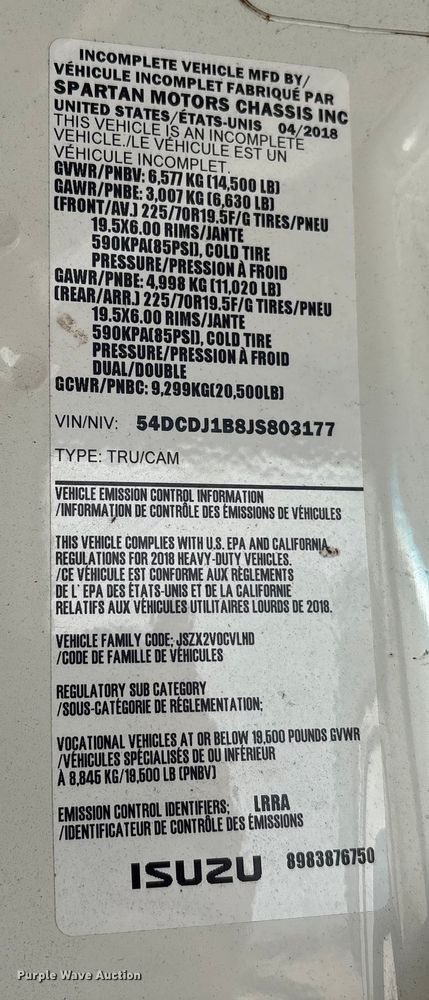 INCOMPLETE VEHICLE MFD BY/
VÉHICULE INCOMPLET FABRIQUÉ PAR
SPARTAN MOTORS CHASSIS INC
UNITED STATES/ÉTATS-UNIS 04/2018
THIS VEHICLE IS AN INCOMPLETE
VEHICLE./LE VÉHICULE EST UN
VÉHICULE INCOMPLET.
GVWR/PNBV: 6,577 KG (14,500 LB)
GAWR/PNBE: 3,007 KG (6,630 LB)
(FRONT/AV.) 225/70R19.5F/G TIRES/PNEU
19.5X6.00 RIMS/JANTE
590KPA(85PSI), COLD TIRE
PRESSURE/PRESSION À FROID
GAWR/PNBE: 4,998 KG (11,020 LB)
(REAR/ARR.) 225/70R19.5F/G TIRES/PNEU
19.5X6.00 RIMS/JANTE
590KPA(85PSI), COLD TIRE
PRESSURE/PRESSION À FROID
DUAL/DOUBLE
GCWR/PNBC: 9,299KG(20,500LB)
VIN/NIV: 54DCDJ1B8JS803177
TYPE: TRU/CAM
VEHICLE EMISSION CONTROL INFORMATION
/INFORMATION DE CONTRÔLE DES ÉMISSIONS DE VÉHICULES
THIS VEHICLE COMPLIES WITH U.S. EPA AND CALIFORNIA
REGULATIONS FOR 2018 HEAVY-DUTY VEHICLES.
/CE VÉHICULE EST CONFORME AUX RÈGLEMENTS
DE L' EPA DES ÉTATS-UNIS ET DE LA CALIFORNIE
RELATIFS AUX VÉHICULES UTILITAIRES LOURDS DE 2018.
VEHICLE FAMILY CODE; JSZX2VOCVLHD
/CODE DE FAMILLE DE VÉHICULES
REGULATORY SUB CATEGORY
/SOUS-CATÉGORIE DE RÉGLEMENTATION;
VOCATIONAL VEHICLES AT OR BELOW 19,500 POUNDS GVWR
/VÉHICULES SPÉCIALISÉS DE OU INFÉRIEUR
À 8,845 KG/19,500 LB (PNBV)
EMISSION CONTROL IDENTIFIERS; LRRA
/IDENTIFICATEUR DE CONTRÔLE DES ÉMISSIONS
ISUZU 8983876750
Purple Wave Auction